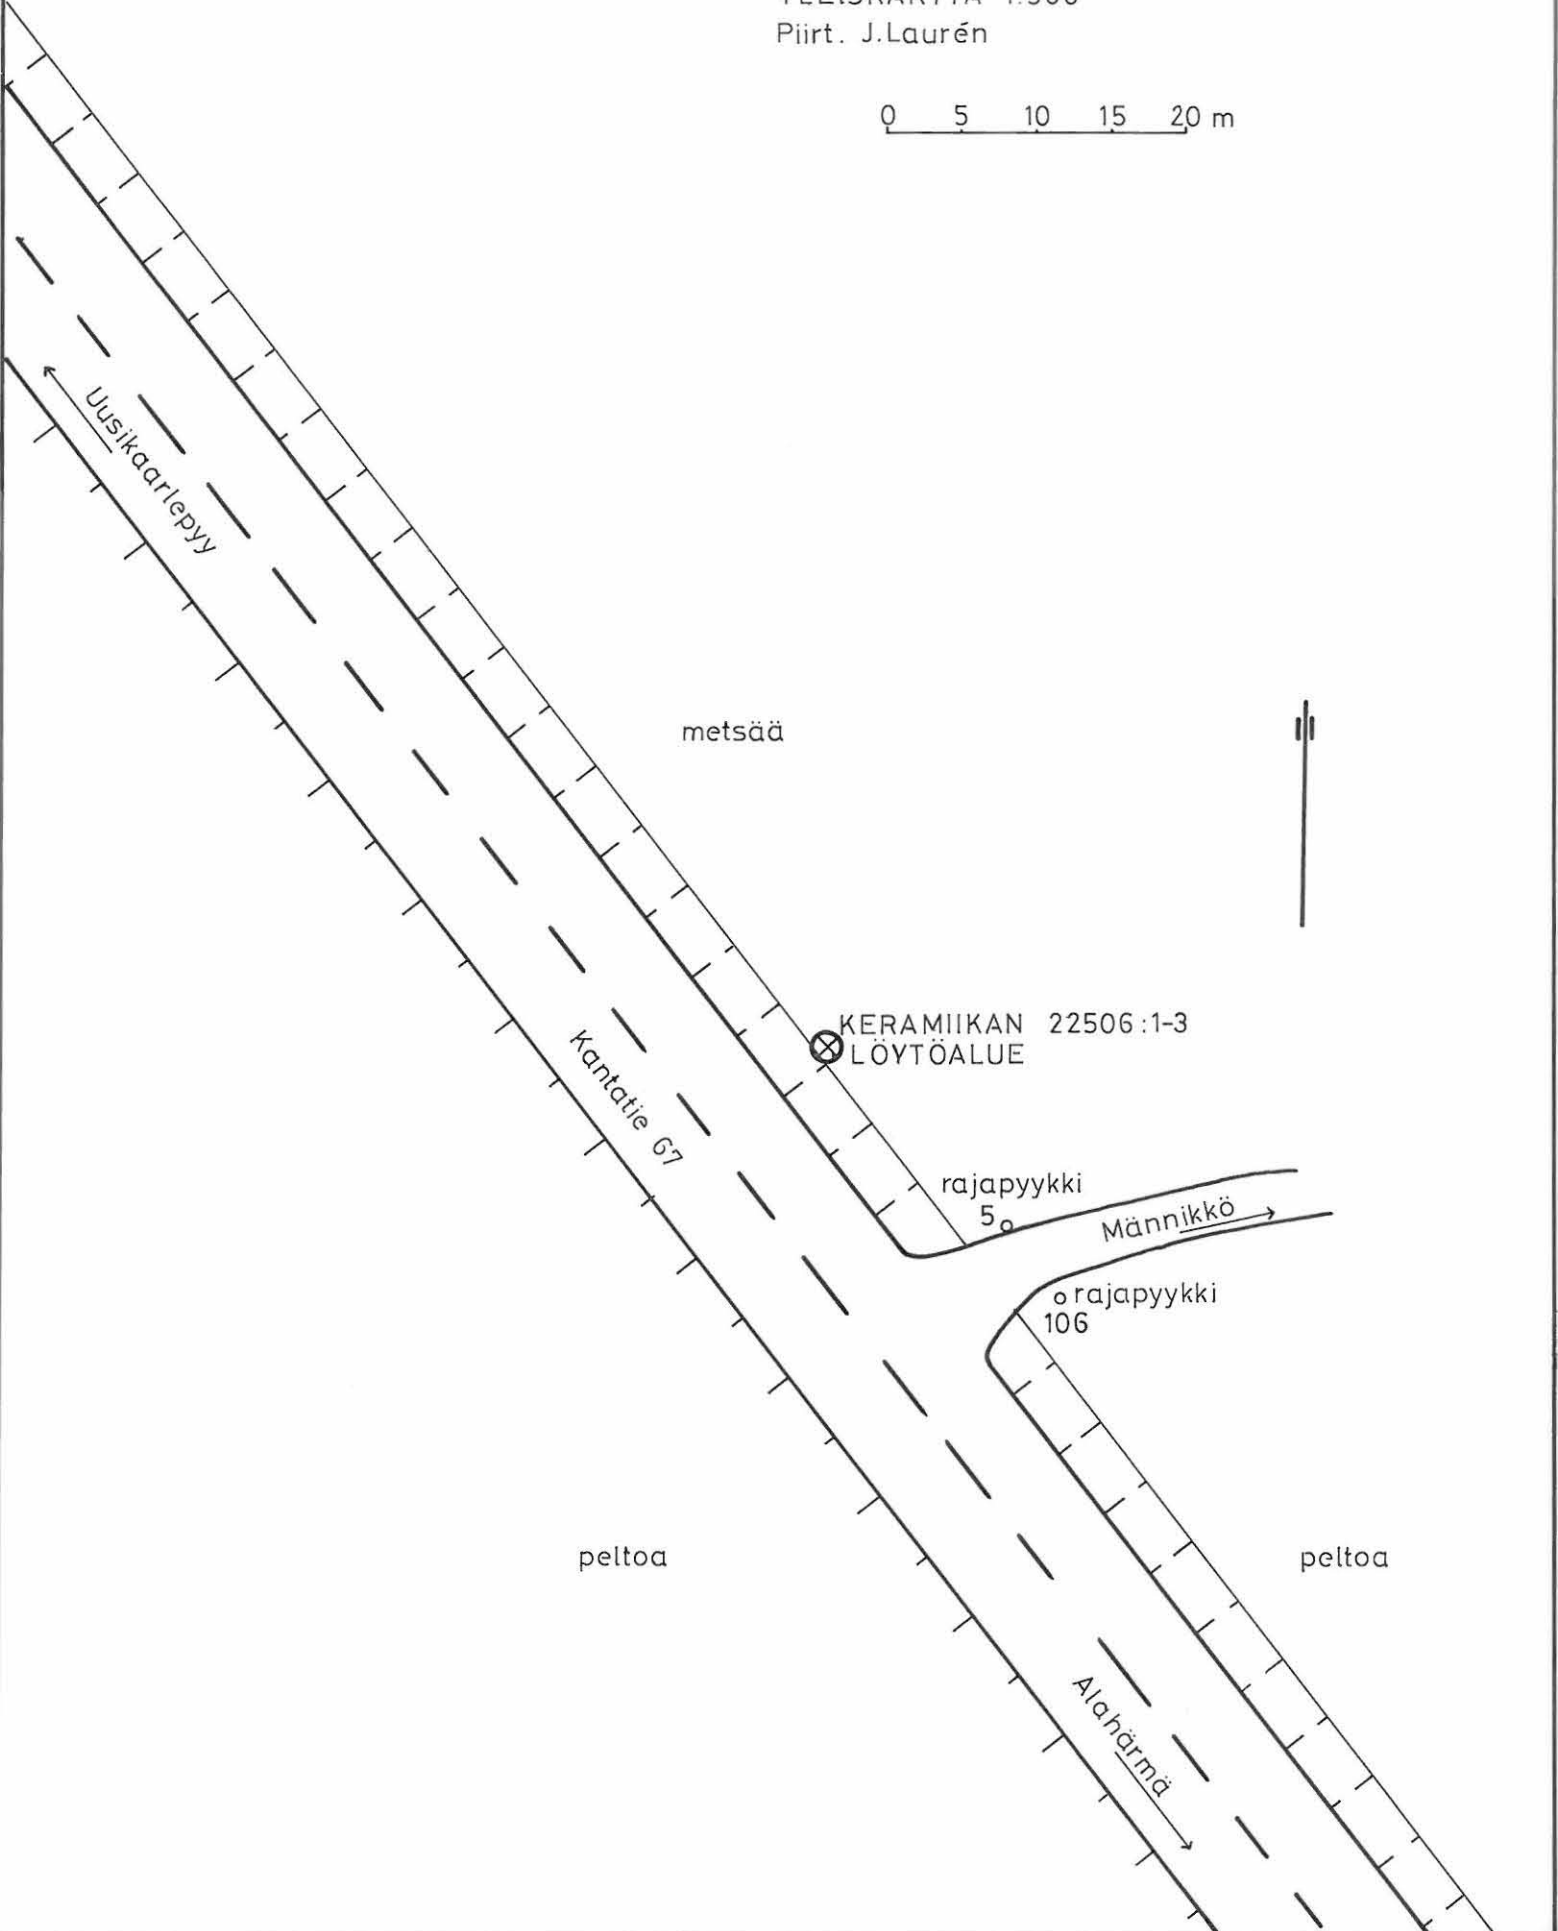 Piirt. J.Laurén
0 5 10 15 20 m
Uusikaarlepyy
metsää
KERAMIIKAN 22506:1-3
LÖYTÖALUE
Kantatie 67
rajapyykki
5
Männikkö
rajapyykki
106
peltoa
peltoa
Alahärmä